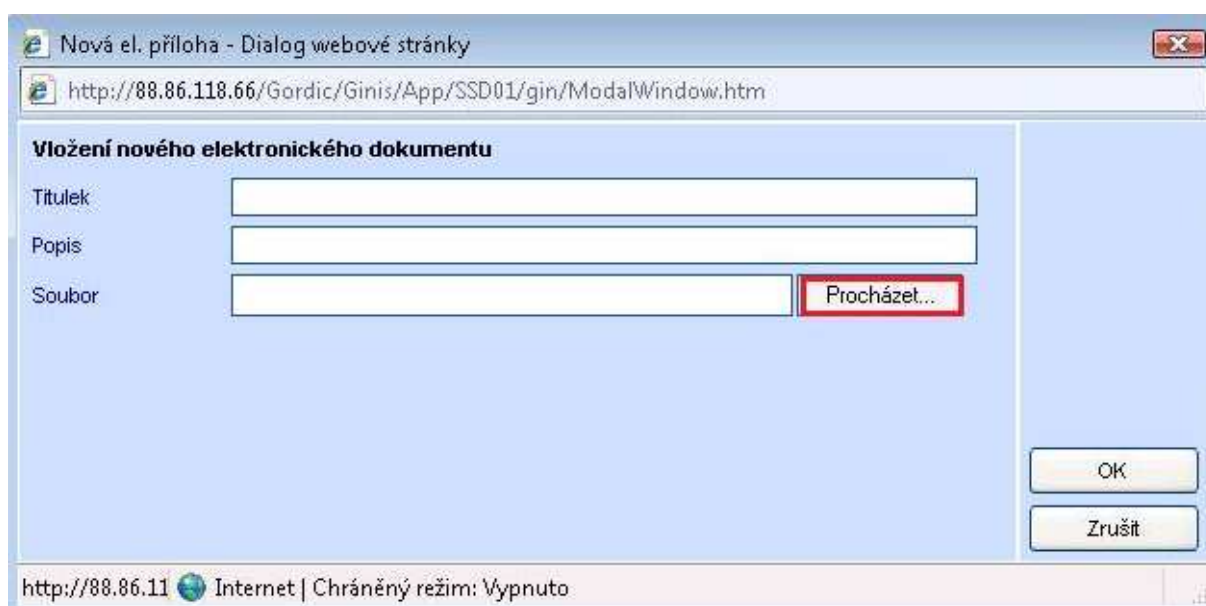 Nová el. příloha - Dialog webové stránky
http://88.86.118.66/Gordic/Ginis/App/SSD01/gin/ModalWindow.htm
Vložení nového elektronického dokumentu
Titulek
Popis
Soubor Procházet...
OK
Zrušit
http://88.86.11 Internet | Chráněný režim: Vypnuto